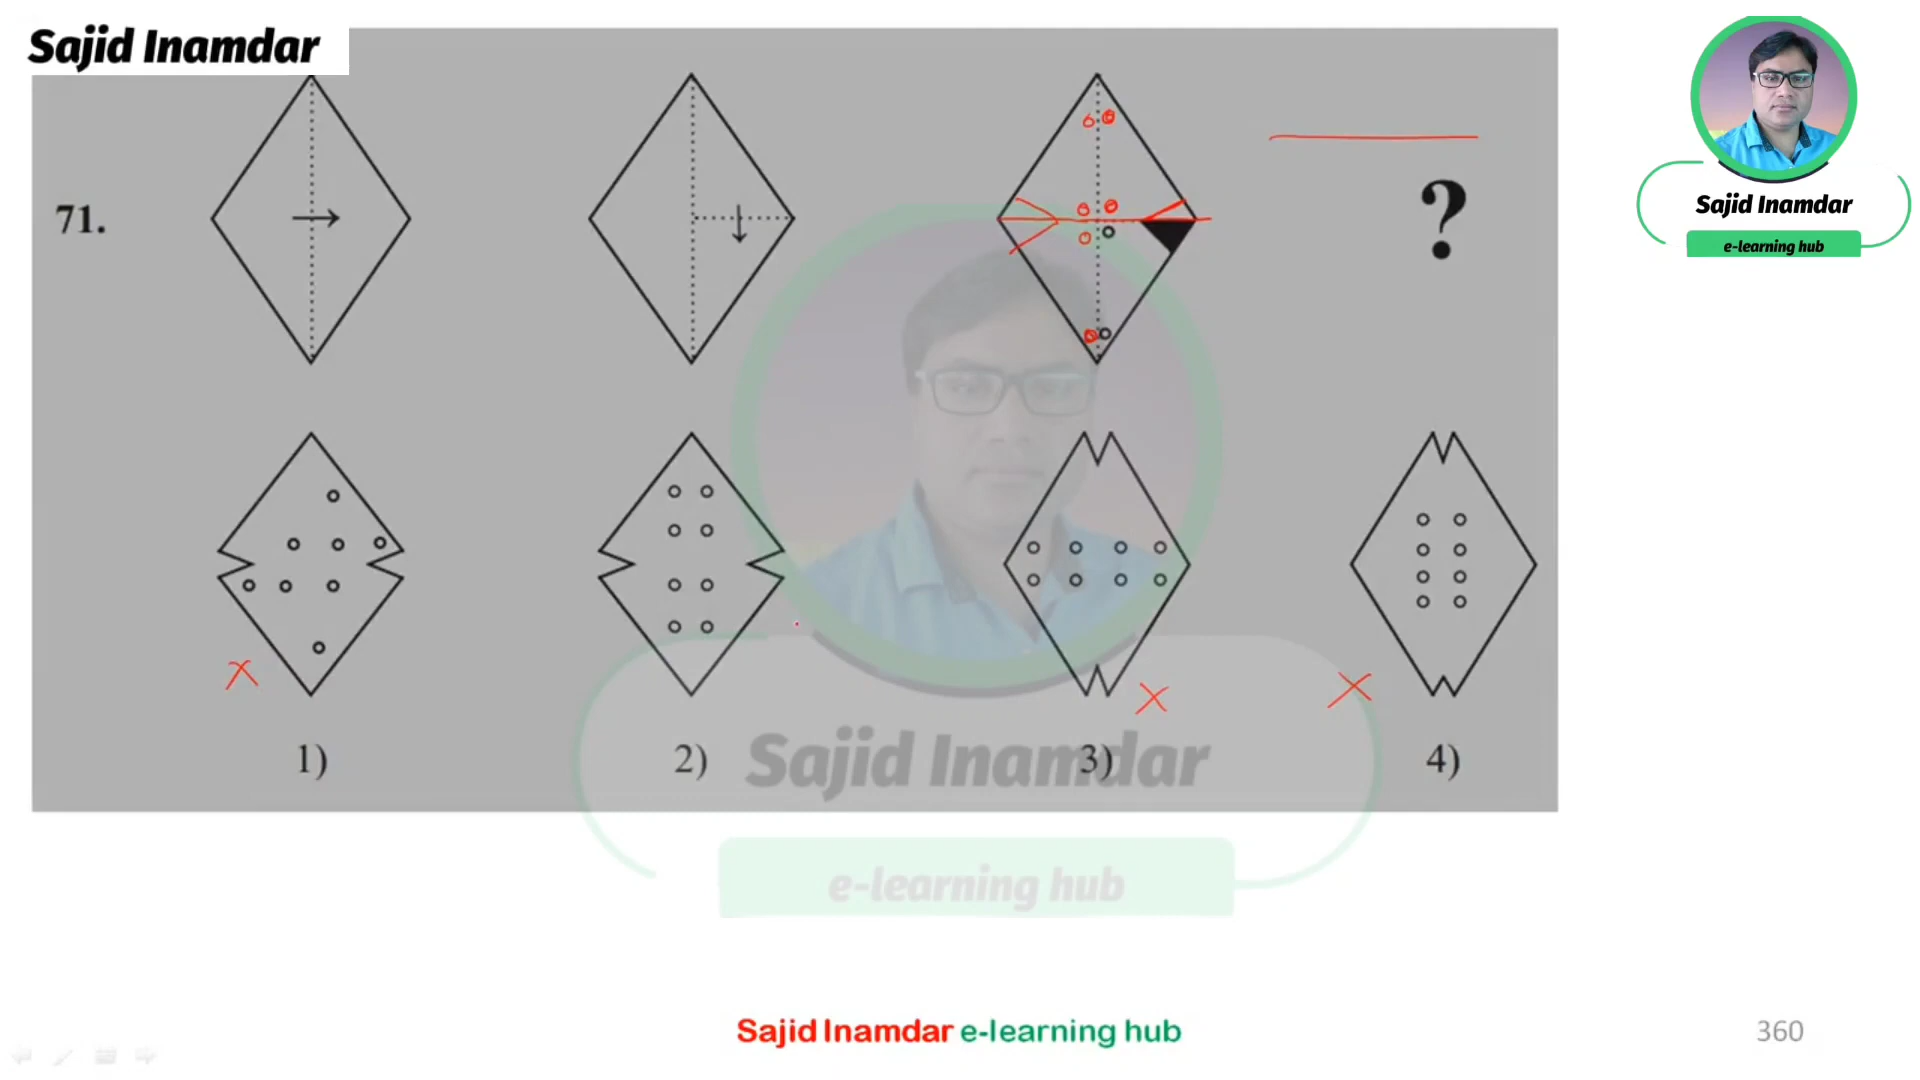 Sajid Inamdar
71.
?
Sajid Inamdar
e-learning hub
1)
2)
3)
4)
Sajid Inamdar
e-learning hub
Sajid Inamdar e-learning hub
360